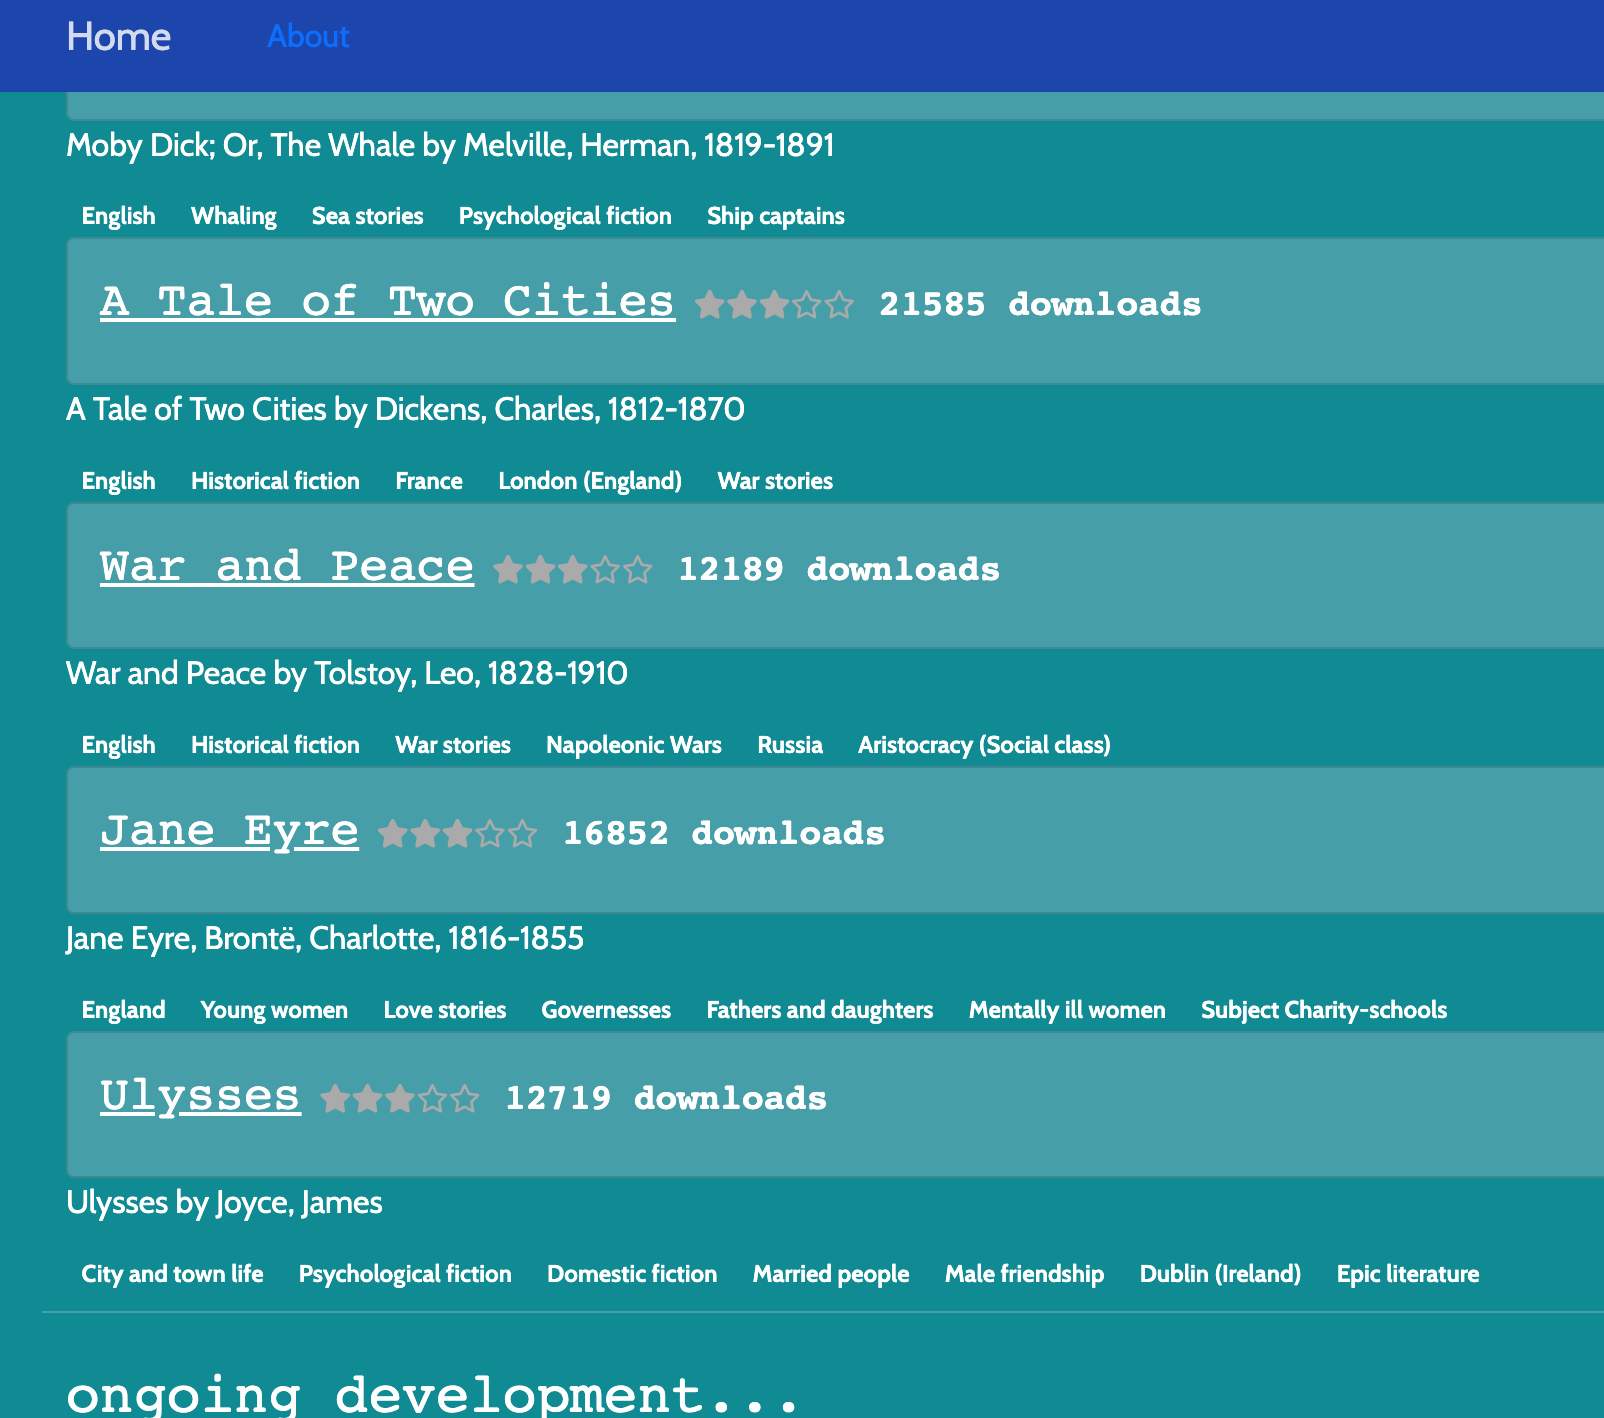 Home About
Moby Dick; Or, The Whale by Melville, Herman, 1819-1891
English Whaling Sea stories Psychological fiction Ship captains
A Tale of Two Cities 21585 downloads
A Tale of Two Cities by Dickens, Charles, 1812-1870
English Historical fiction France London (England) War stories
War and Peace 12189 downloads
War and Peace by Tolstoy, Leo, 1828-1910
English Historical fiction War stories Napoleonic Wars Russia Aristocracy (Social class)
Jane Eyre 16852 downloads
Jane Eyre, Brontë, Charlotte, 1816-1855
England Young women Love stories Governesses Fathers and daughters Mentally ill women Subject Charity-schools
Ulysses 12719 downloads
Ulysses by Joyce, James
City and town life Psychological fiction Domestic fiction Married people Male friendship Dublin (Ireland) Epic literature
ongoing development...